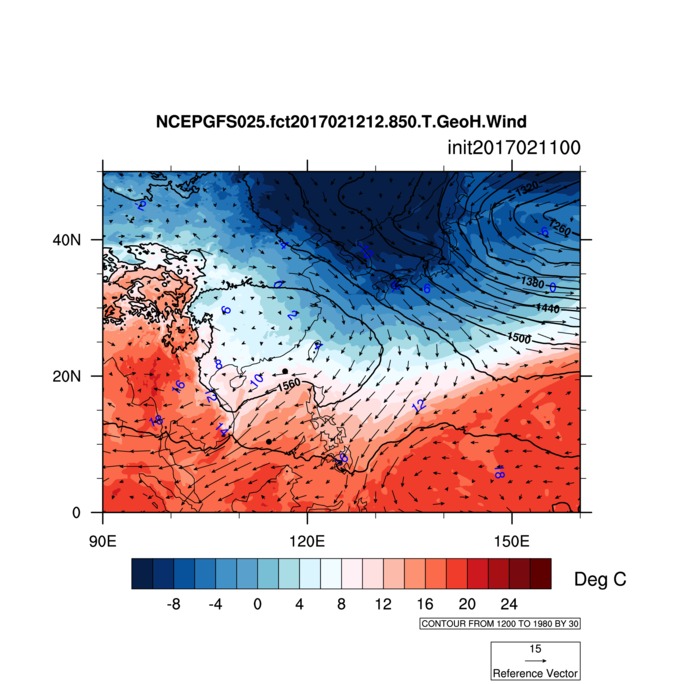 NCEPGFS025.fct2017021212.850.T.GeoH.Wind
init2017021100
1320
1260
40N
1380
1440
1500
20N
1560
0
90E 120E 150E
-8 -4 0 4 8 12 16 20 24
Deg C
CONTOUR FROM 1200 TO 1980 BY 30
15
Reference Vector